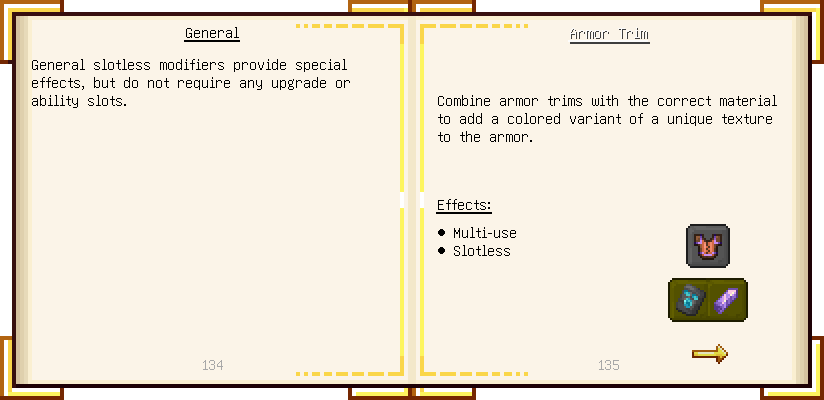 General
General slotless modifiers provide special
effects, but do not require any upgrade or
ability slots.
134
Armor Trim
Combine armor trims with the correct material
to add a colored variant of a unique texture
to the armor.
Effects:
● Multi-use
● Slotless
135